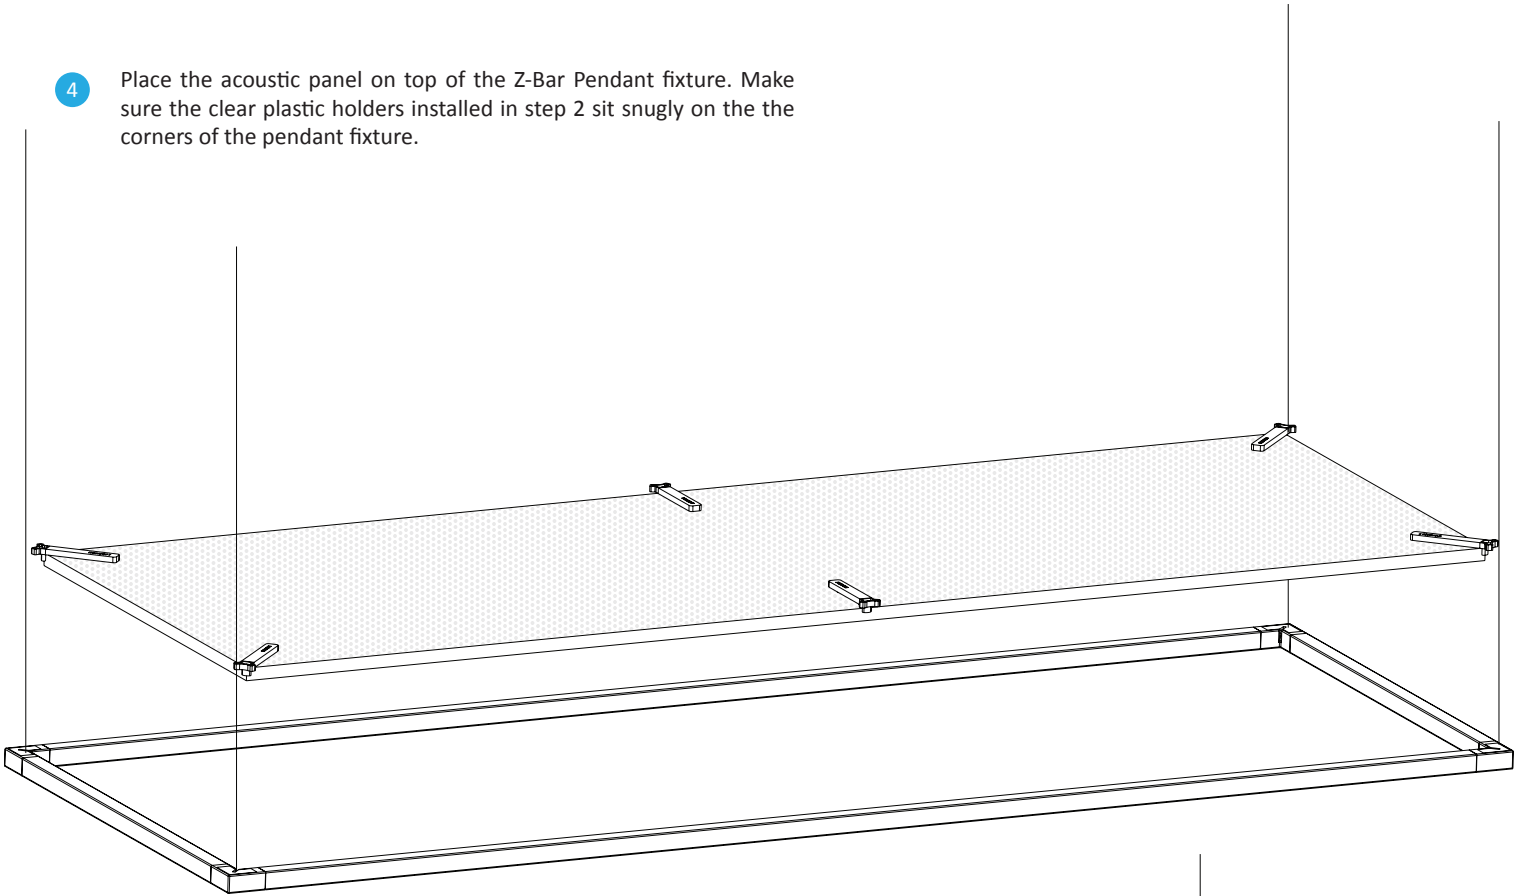 4
Place the acoustic panel on top of the Z-Bar Pendant fixture. Make
sure the clear plastic holders installed in step 2 sit snugly on the the
corners of the pendant fixture.